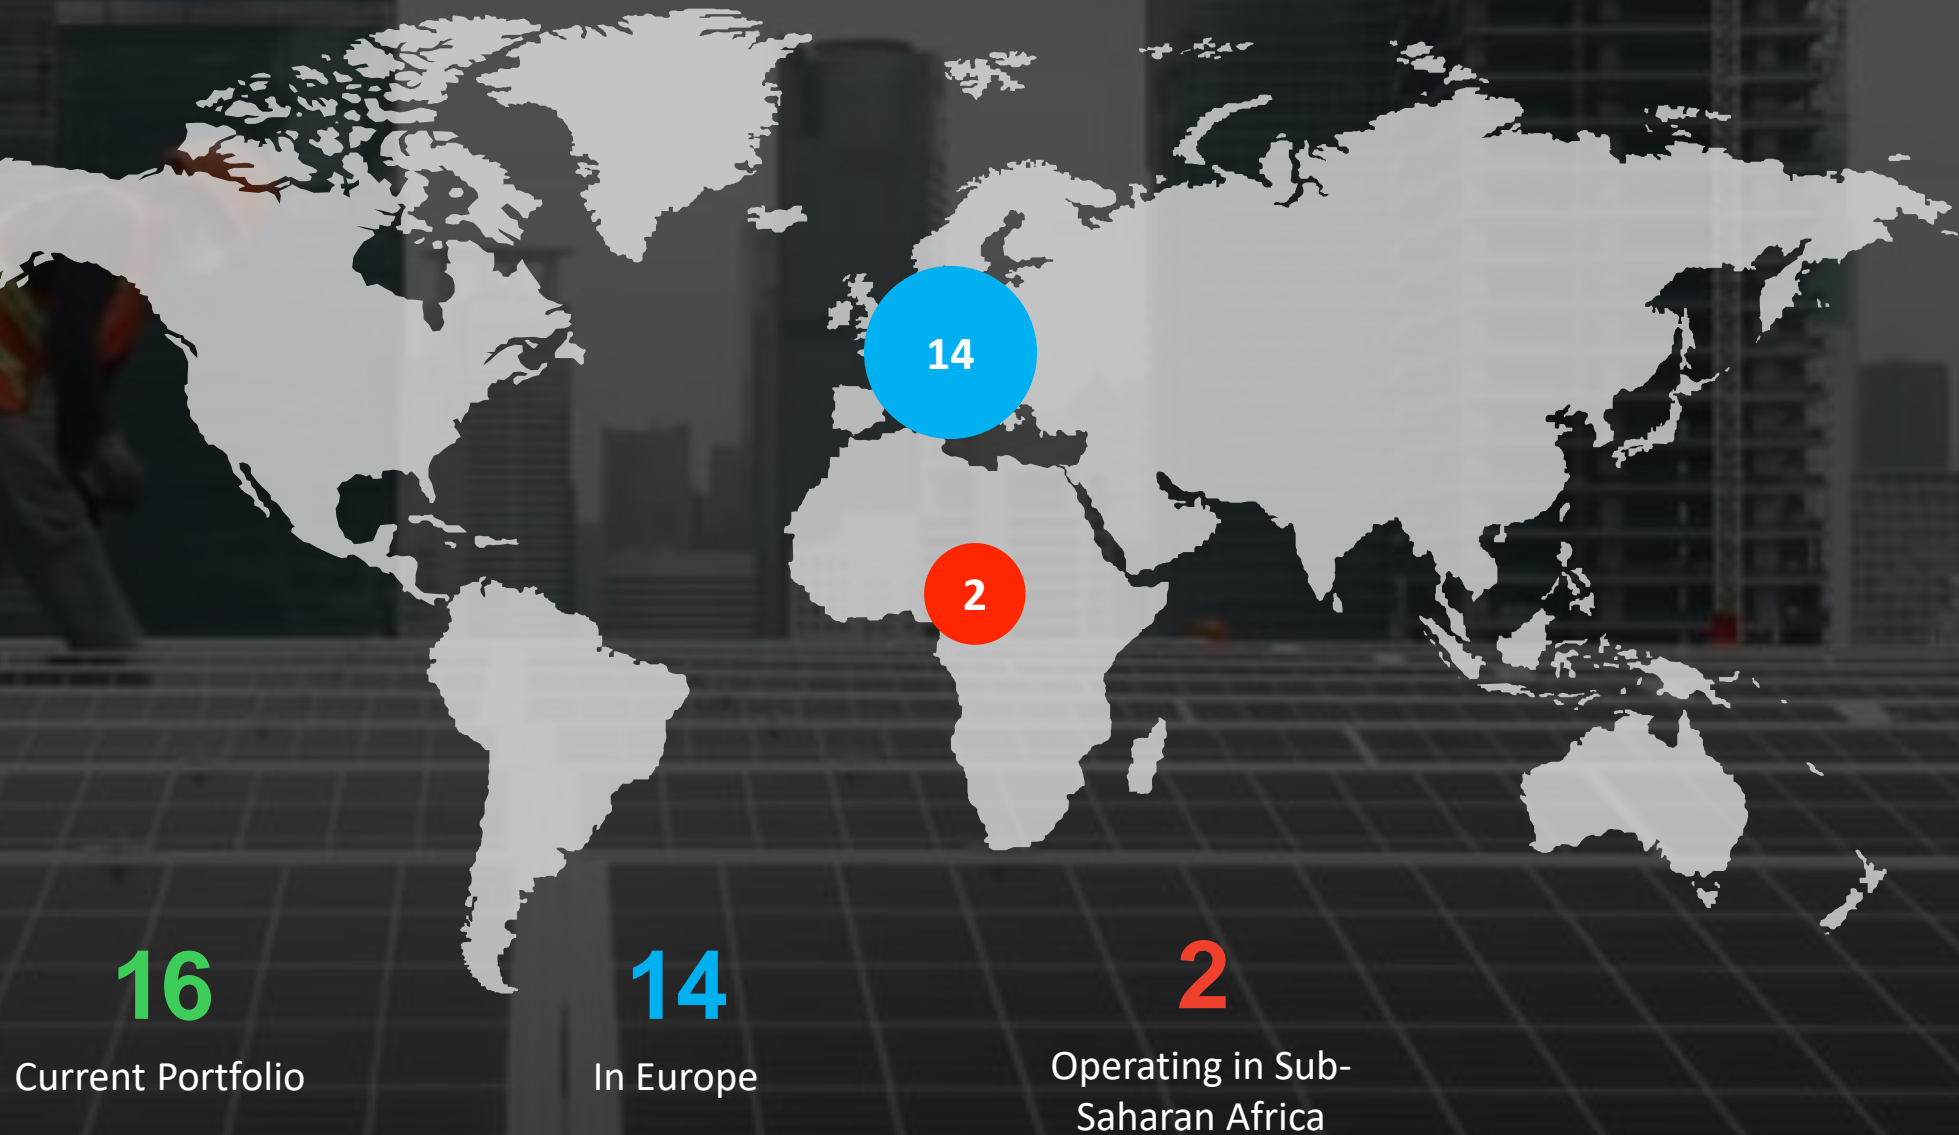 14
2
16
14
2
Current Portfolio
In Europe
Operating in Sub-
Saharan Africa